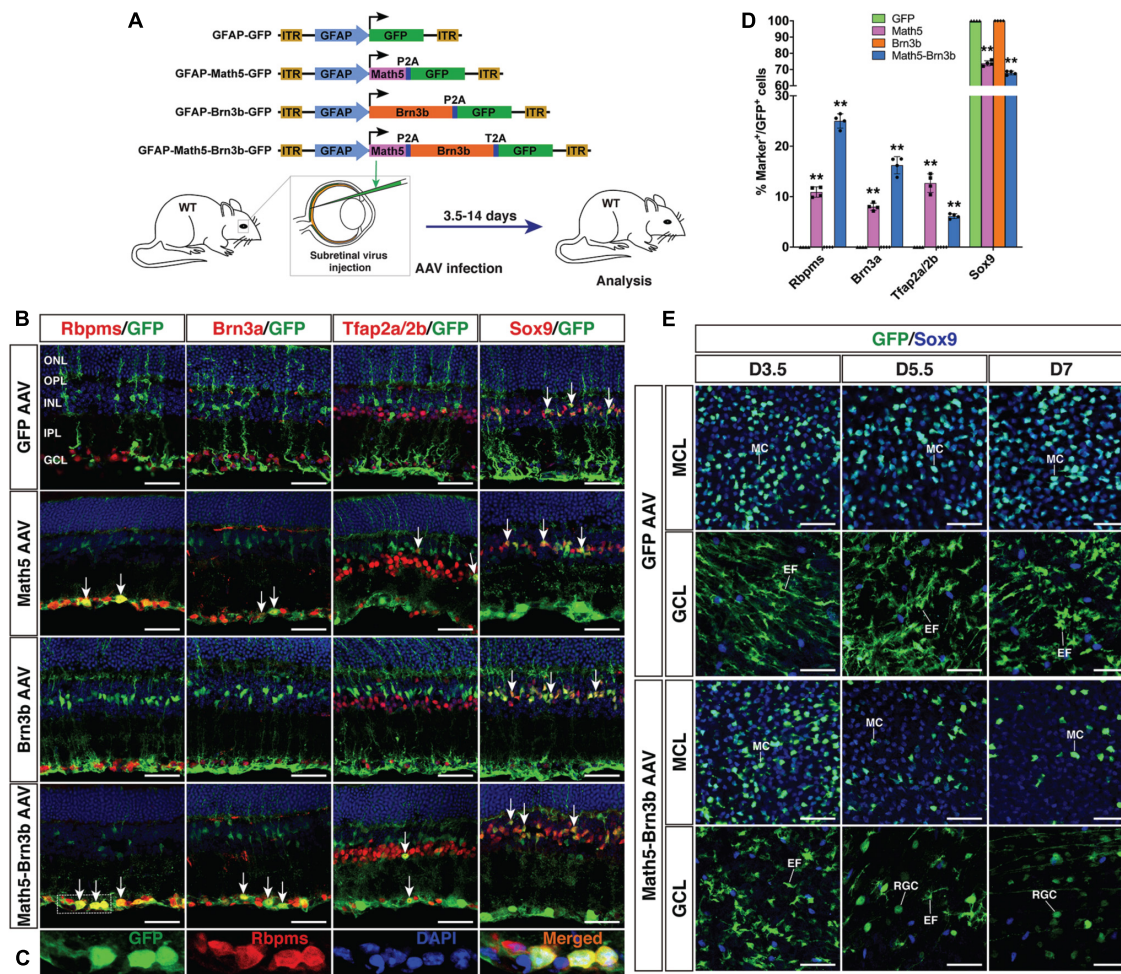 A
GFAP-GFP
ITR
GFAP
GFP
ITR
P2A
GFAP-Math5-GFP
ITR
GFAP
Math5
GFP
ITR
P2A
GFAP-Brn3b-GFP
ITR
GFAP
Brn3b
GFP
ITR
P2A
T2A
GFAP-Math5-Brn3b-GFP
ITR
GFAP
Math5
Brn3b
GFP
ITR
WT
Subretinal virus
injection
3.5-14 days
AAV infection
WT
Analysis
D
GFP
Math5
Brn3b
Math5-Brn3b
% Marker+/GFP+ cells
100
90
80
70
60
30
20
10
0
**
**
**
**
**
**
**
**
Rbpms
Brn3a
Tfap2a/2b
Sox9
B
Rbpms/GFP
Brn3a/GFP
Tfap2a/2b/GFP
Sox9/GFP
GFP AAV
ONL
OPL
INL
IPL
GCL
Math5 AAV
Brn3b AAV
Math5-Brn3b AAV
C
GFP
Rbpms
DAPI
Merged
E
GFP/Sox9
D3.5
D5.5
D7
GFP AAV
MCL
MC
MC
MC
GCL
EF
EF
EF
Math5-Brn3b AAV
MCL
MC
MC
MC
GCL
EF
RGC
EF
RGC